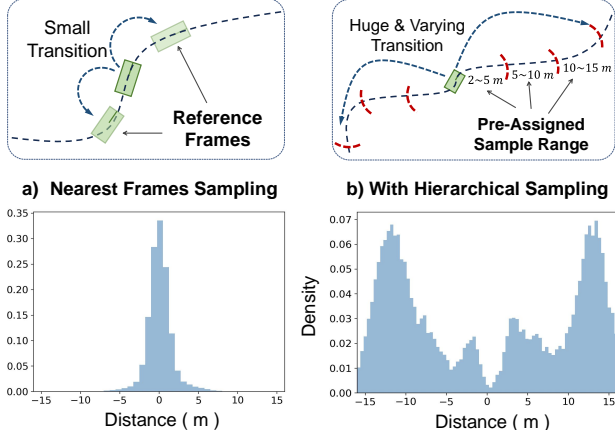 Small
Transition
Reference
Frames
Huge & Varying
Transition
2~5 m
5~10 m
10~15 m
Pre-Assigned
Sample Range
a) Nearest Frames Sampling
b) With Hierarchical Sampling
0.35
0.30
0.25
0.20
0.15
0.10
0.05
0.00
−15 −10 −5 0 5 10 15
Distance ( m )
Density
0.07
0.06
0.05
0.04
0.03
0.02
0.01
0.00
−15 −10 −5 0 5 10 15
Distance ( m )